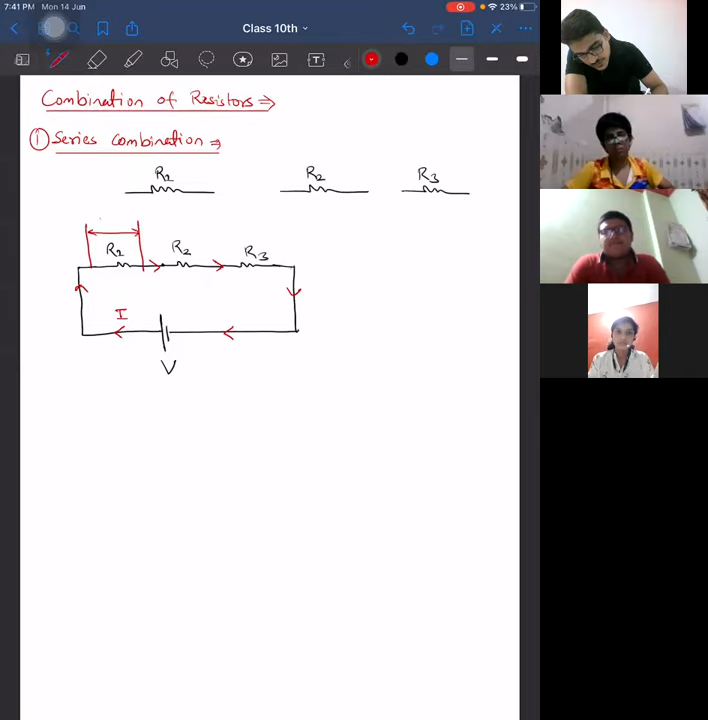 7:41 PM Mon 14 Jun
23%
Class 10th
T
Combination of Resistors ⇒
① Series combination ⇒
R1 R2 R3
R1 R2 R3
I
V